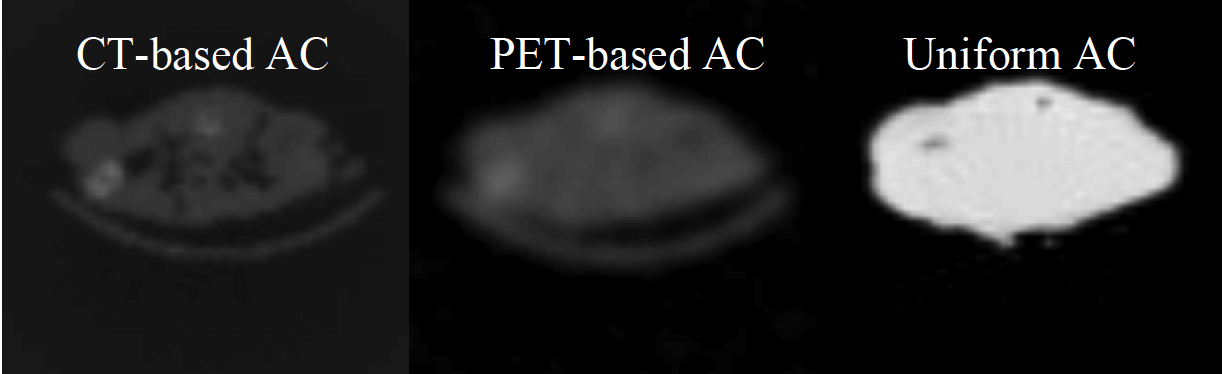 CT-based AC
PET-based AC
Uniform AC